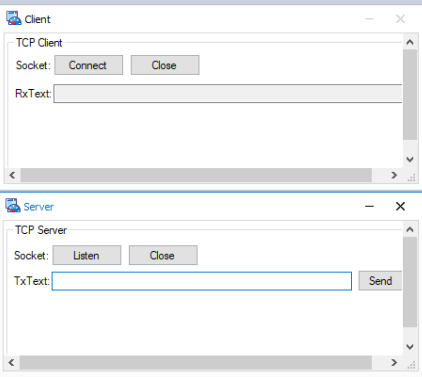 Client
TCP Client
Socket: Connect Close
RxText:
Server
TCP Server
Socket: Listen Close
TxText: Send